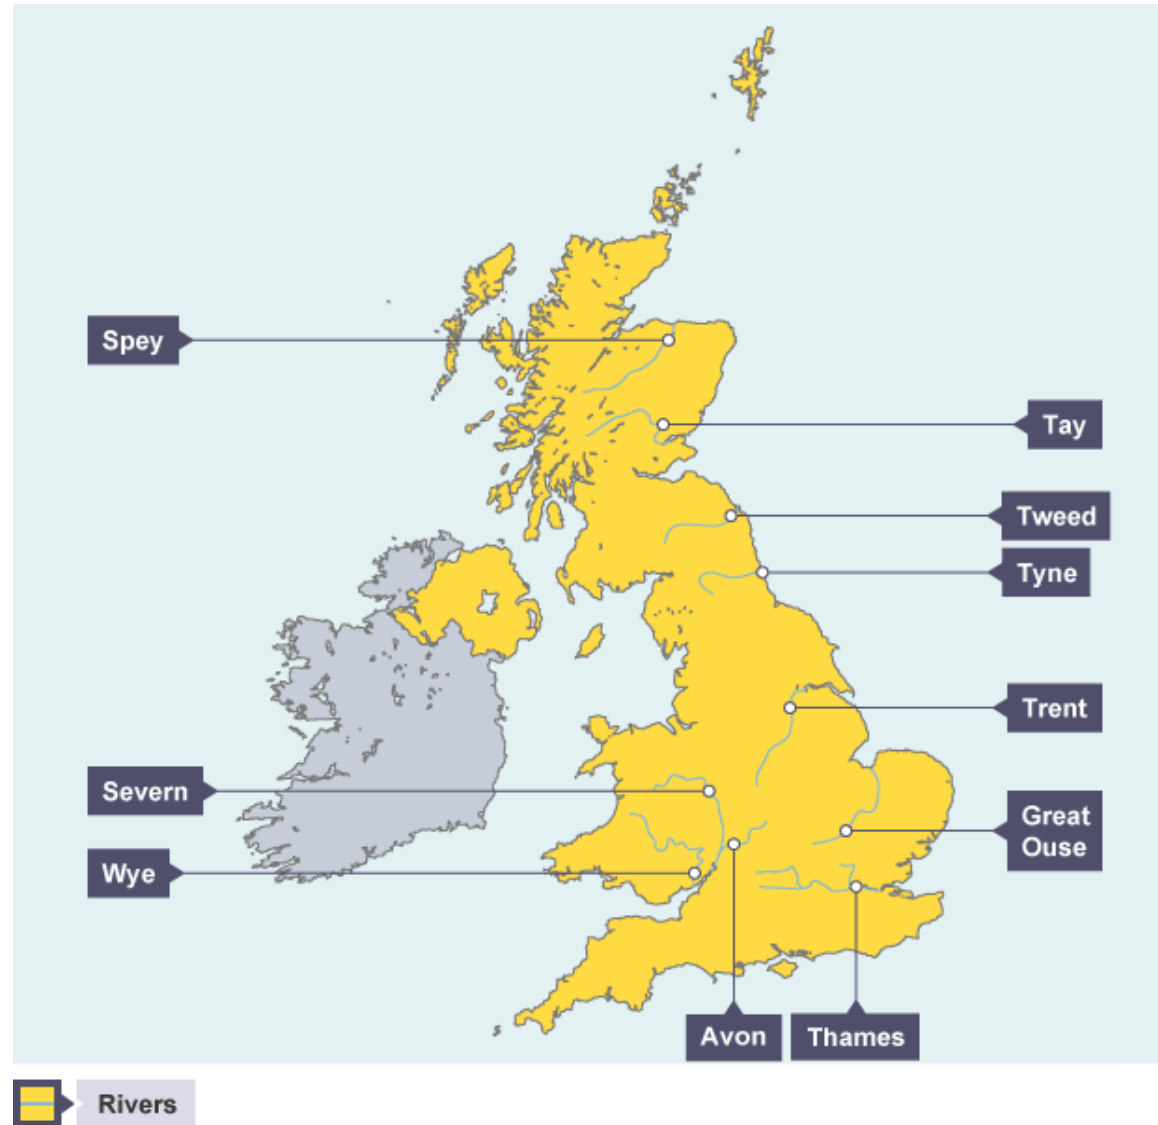 Spey
Tay
Tweed
Tyne
Trent
Severn
Great
Ouse
Wye
Avon
Thames
Rivers